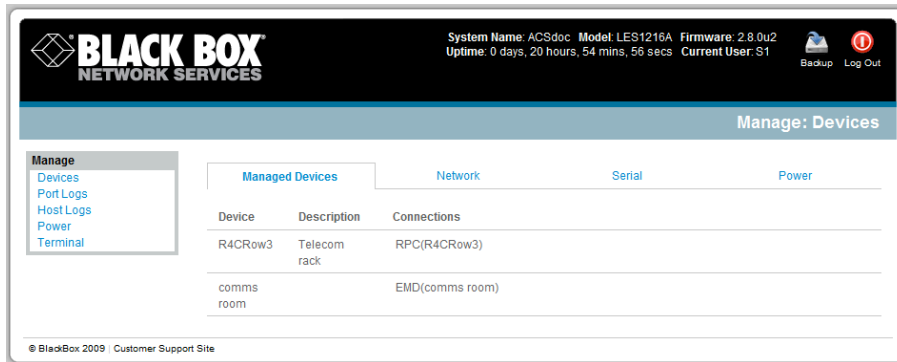 BLACK BOX®
NETWORK SERVICES
System Name: ACSdoc Model: LES1216A Firmware: 2.8.0u2
Uptime: 0 days, 20 hours, 54 mins, 56 secs Current User: S1
Backup Log Out
Manage: Devices
Manage
Devices
Port Logs
Host Logs
Power
Terminal
Managed Devices Network Serial Power
Device Description Connections
R4CRow3 Telecom RPC(R4CRow3)
rack
comms EMD(comms room)
room
© BlackBox 2009 | Customer Support Site